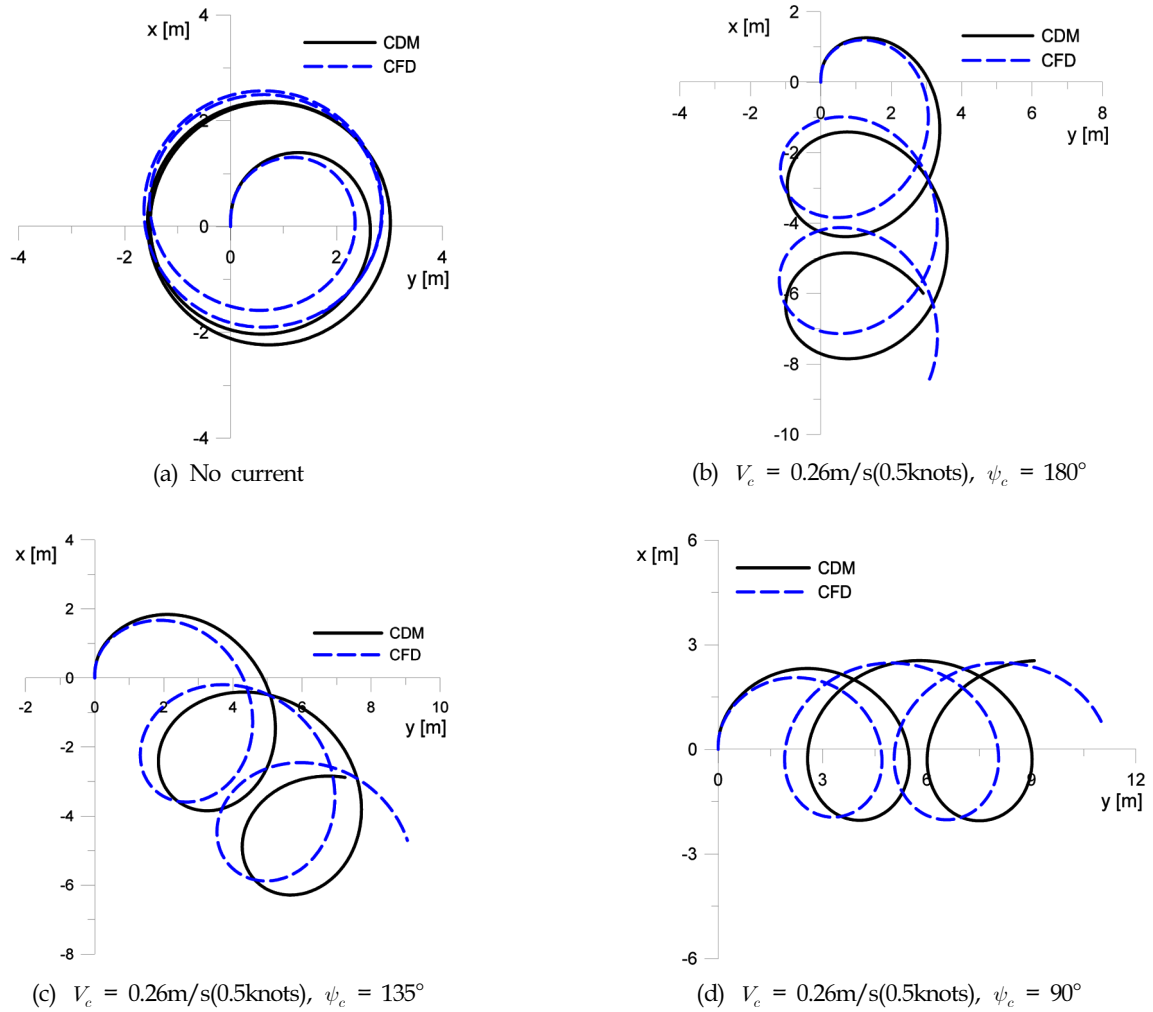 x [m]
4
CDM
CFD
2
-4
-2
0
2
4
y [m]
-2
-4
(a) No current
x [m]
2
CDM
CFD
0
-4
-2
0
2
4
6
8
y [m]
-2
-4
-6
-8
-10
(b) V_c = 0.26m/s(0.5knots), ψ_c = 180°
x [m]
4
2
CDM
CFD
0
-2
0
2
4
6
8
10
y [m]
-2
-4
-6
-8
(c) V_c = 0.26m/s(0.5knots), ψ_c = 135°
x [m]
6
CDM
CFD
3
0
0
3
6
9
12
y [m]
-3
-6
(d) V_c = 0.26m/s(0.5knots), ψ_c = 90°